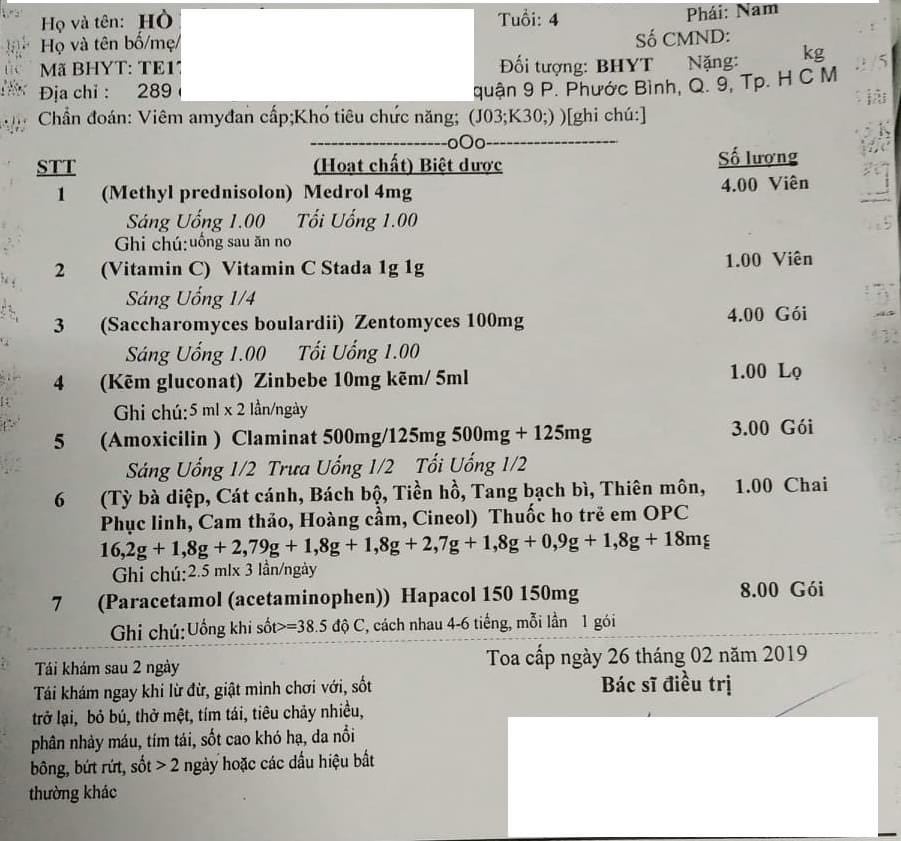 Họ và tên: HỒ
Tuổi: 4
Phái: Nam
Họ và tên bố/mẹ/
Số CMND:
Mã BHYT: TE17
Đối tượng: BHYT Nặng: kg
Địa chỉ : 289 quận 9 P. Phước Bình, Q. 9, Tp. H C M
Chẩn đoán: Viêm amyđan cấp;Khó tiêu chức năng; (J03;K30;) )[ghi chú:]
--------------------oOo--------------------
STT (Hoạt chất) Biệt dược Số lượng
1 (Methyl prednisolon) Medrol 4mg 4.00 Viên
Sáng Uống 1.00 Tối Uống 1.00
Ghi chú:uống sau ăn no
2 (Vitamin C) Vitamin C Stada 1g 1g 1.00 Viên
Sáng Uống 1/4
3 (Saccharomyces boulardii) Zentomyces 100mg 4.00 Gói
Sáng Uống 1.00 Tối Uống 1.00
4 (Kẽm gluconat) Zinbebe 10mg kẽm/ 5ml 1.00 Lọ
Ghi chú:5 ml x 2 lần/ngày
5 (Amoxicilin ) Claminat 500mg/125mg 500mg + 125mg 3.00 Gói
Sáng Uống 1/2 Trưa Uống 1/2 Tối Uống 1/2
6 (Tỳ bà diệp, Cát cánh, Bách bộ, Tiền hồ, Tang bạch bì, Thiên môn, 1.00 Chai
Phục linh, Cam thảo, Hoàng cầm, Cineol) Thuốc ho trẻ em OPC
16,2g + 1,8g + 2,79g + 1,8g + 1,8g + 2,7g + 1,8g + 0,9g + 1,8g + 18mg
Ghi chú:2.5 mlx 3 lần/ngày
7 (Paracetamol (acetaminophen)) Hapacol 150 150mg 8.00 Gói
Ghi chú:Uống khi sốt>=38.5 độ C, cách nhau 4-6 tiếng, mỗi lần 1 gói
Tái khám sau 2 ngày
Tái khám ngay khi lừ đừ, giật mình chơi với, sốt
trở lại, bỏ bú, thở mệt, tím tái, tiêu chảy nhiều,
phân nhày máu, tím tái, sốt cao khó hạ, da nổi
bông, bứt rứt, sốt > 2 ngày hoặc các dấu hiệu bất
thường khác
Toa cấp ngày 26 tháng 02 năm 2019
Bác sĩ điều trị